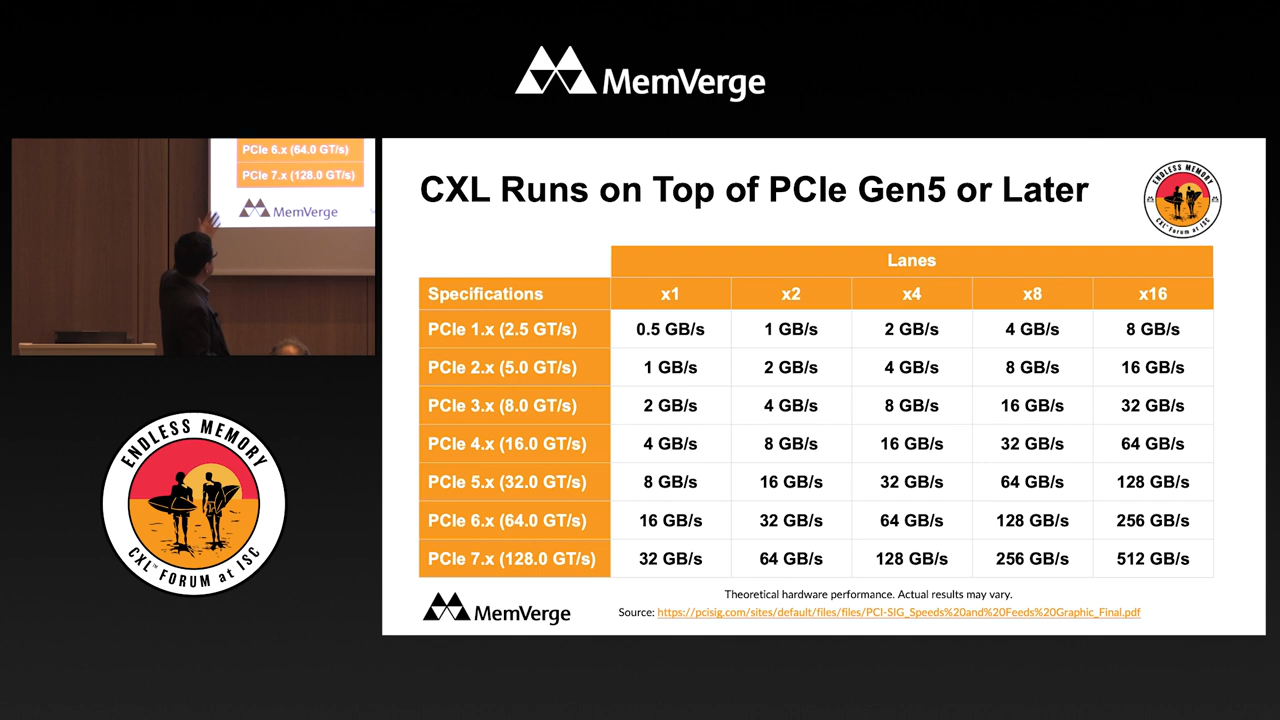 MemVerge
PCIe 6.x (64.0 GT/s)
PCIe 7.x (128.0 GT/s)
MemVerge
ENDLESS MEMORY
CXL™ FORUM at ISC
CXL Runs on Top of PCIe Gen5 or Later
ENDLESS MEMORY
CXL™ FORUM at ISC
Lanes
Specifications x1 x2 x4 x8 x16
PCIe 1.x (2.5 GT/s) 0.5 GB/s 1 GB/s 2 GB/s 4 GB/s 8 GB/s
PCIe 2.x (5.0 GT/s) 1 GB/s 2 GB/s 4 GB/s 8 GB/s 16 GB/s
PCIe 3.x (8.0 GT/s) 2 GB/s 4 GB/s 8 GB/s 16 GB/s 32 GB/s
PCIe 4.x (16.0 GT/s) 4 GB/s 8 GB/s 16 GB/s 32 GB/s 64 GB/s
PCIe 5.x (32.0 GT/s) 8 GB/s 16 GB/s 32 GB/s 64 GB/s 128 GB/s
PCIe 6.x (64.0 GT/s) 16 GB/s 32 GB/s 64 GB/s 128 GB/s 256 GB/s
PCIe 7.x (128.0 GT/s) 32 GB/s 64 GB/s 128 GB/s 256 GB/s 512 GB/s
Theoretical hardware performance. Actual results may vary.
MemVerge
Source: https://pcisig.com/sites/default/files/files/PCI-SIG_Speeds%20and%20Feeds%20Graphic_Final.pdf